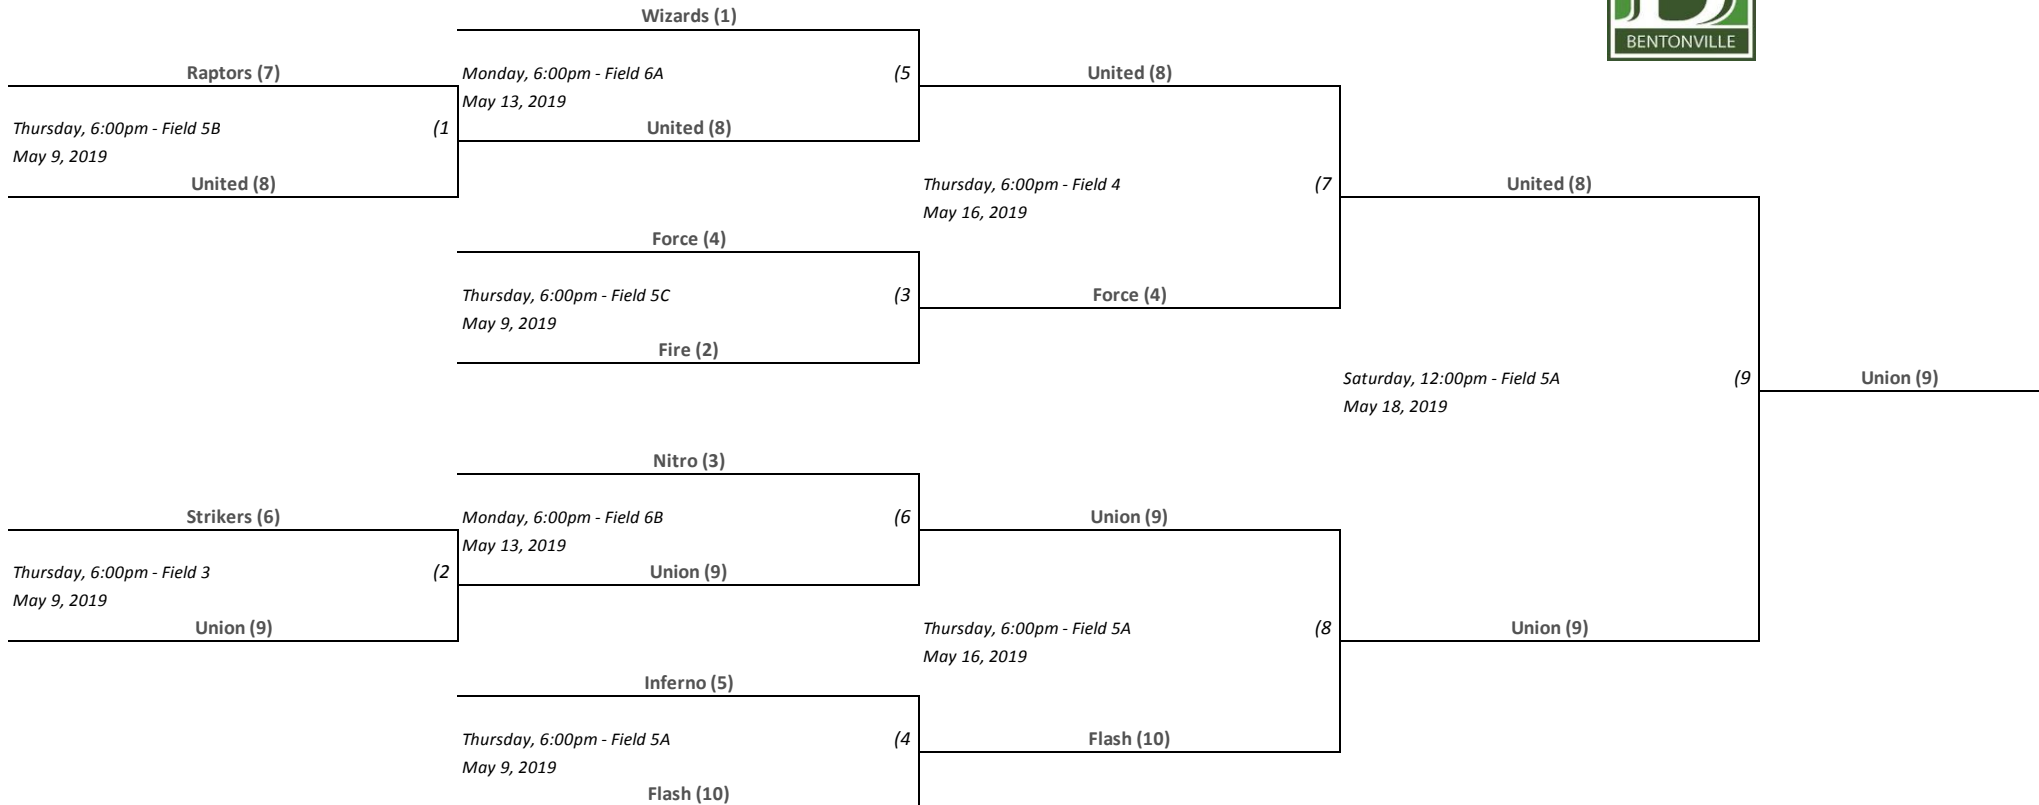 Wizards (1)
BENTONVILLE
Raptors (7)
Monday, 6:00pm - Field 6A
(5
United (8)
May 13, 2019
Thursday, 6:00pm - Field 5B
(1
United (8)
May 9, 2019
United (8)
Thursday, 6:00pm - Field 4
(7
United (8)
May 16, 2019
Force (4)
Thursday, 6:00pm - Field 5C
(3
Force (4)
May 9, 2019
Fire (2)
Saturday, 12:00pm - Field 5A
(9
Union (9)
May 18, 2019
Nitro (3)
Strikers (6)
Monday, 6:00pm - Field 6B
(6
Union (9)
May 13, 2019
Thursday, 6:00pm - Field 3
(2
Union (9)
May 9, 2019
Union (9)
Thursday, 6:00pm - Field 5A
(8
Union (9)
May 16, 2019
Inferno (5)
Thursday, 6:00pm - Field 5A
(4
Flash (10)
May 9, 2019
Flash (10)